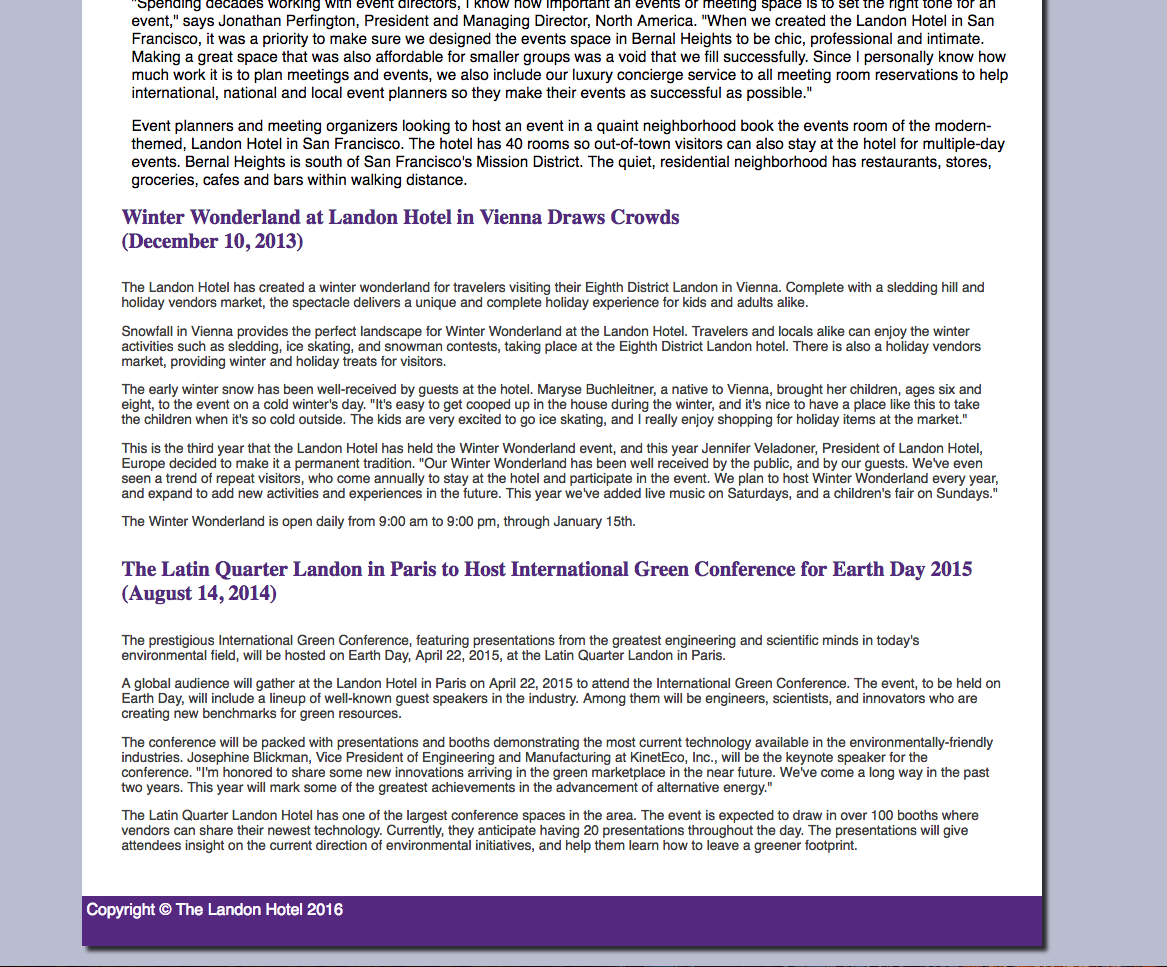 "Spending decades working with event directors, I know how important an events or meeting space is to set the right tone for an
event," says Jonathan Perfington, President and Managing Director, North America. "When we created the Landon Hotel in San
Francisco, it was a priority to make sure we designed the events space in Bernal Heights to be chic, professional and intimate.
Making a great space that was also affordable for smaller groups was a void that we fill successfully. Since I personally know how
much work it is to plan meetings and events, we also include our luxury concierge service to all meeting room reservations to help
international, national and local event planners so they make their events as successful as possible."
Event planners and meeting organizers looking to host an event in a quaint neighborhood book the events room of the modern-
themed, Landon Hotel in San Francisco. The hotel has 40 rooms so out-of-town visitors can also stay at the hotel for multiple-day
events. Bernal Heights is south of San Francisco's Mission District. The quiet, residential neighborhood has restaurants, stores,
groceries, cafes and bars within walking distance.
Winter Wonderland at Landon Hotel in Vienna Draws Crowds
(December 10, 2013)
The Landon Hotel has created a winter wonderland for travelers visiting their Eighth District Landon in Vienna. Complete with a sledding hill and
holiday vendors market, the spectacle delivers a unique and complete holiday experience for kids and adults alike.
Snowfall in Vienna provides the perfect landscape for Winter Wonderland at the Landon Hotel. Travelers and locals alike can enjoy the winter
activities such as sledding, ice skating, and snowman contests, taking place at the Eighth District Landon hotel. There is also a holiday vendors
market, providing winter and holiday treats for visitors.
The early winter snow has been well-received by guests at the hotel. Maryse Buchleitner, a native to Vienna, brought her children, ages six and
eight, to the event on a cold winter's day. "It's easy to get cooped up in the house during the winter, and it's nice to have a place like this to take
the children when it's so cold outside. The kids are very excited to go ice skating, and I really enjoy shopping for holiday items at the market."
This is the third year that the Landon Hotel has held the Winter Wonderland event, and this year Jennifer Veladoner, President of Landon Hotel,
Europe decided to make it a permanent tradition. "Our Winter Wonderland has been well received by the public, and by our guests. We've even
seen a trend of repeat visitors, who come annually to stay at the hotel and participate in the event. We plan to host Winter Wonderland every year,
and expand to add new activities and experiences in the future. This year we've added live music on Saturdays, and a children's fair on Sundays."
The Winter Wonderland is open daily from 9:00 am to 9:00 pm, through January 15th.
The Latin Quarter Landon in Paris to Host International Green Conference for Earth Day 2015
(August 14, 2014)
The prestigious International Green Conference, featuring presentations from the greatest engineering and scientific minds in today's
environmental field, will be hosted on Earth Day, April 22, 2015, at the Latin Quarter Landon in Paris.
A global audience will gather at the Landon Hotel in Paris on April 22, 2015 to attend the International Green Conference. The event, to be held on
Earth Day, will include a lineup of well-known guest speakers in the industry. Among them will be engineers, scientists, and innovators who are
creating new benchmarks for green resources.
The conference will be packed with presentations and booths demonstrating the most current technology available in the environmentally-friendly
industries. Josephine Blickman, Vice President of Engineering and Manufacturing at KinetEco, Inc., will be the keynote speaker for the
conference. "I'm honored to share some new innovations arriving in the green marketplace in the near future. We've come a long way in the past
two years. This year will mark some of the greatest achievements in the advancement of alternative energy."
The Latin Quarter Landon Hotel has one of the largest conference spaces in the area. The event is expected to draw in over 100 booths where
vendors can share their newest technology. Currently, they anticipate having 20 presentations throughout the day. The presentations will give
attendees insight on the current direction of environmental initiatives, and help them learn how to leave a greener footprint.
Copyright © The Landon Hotel 2016